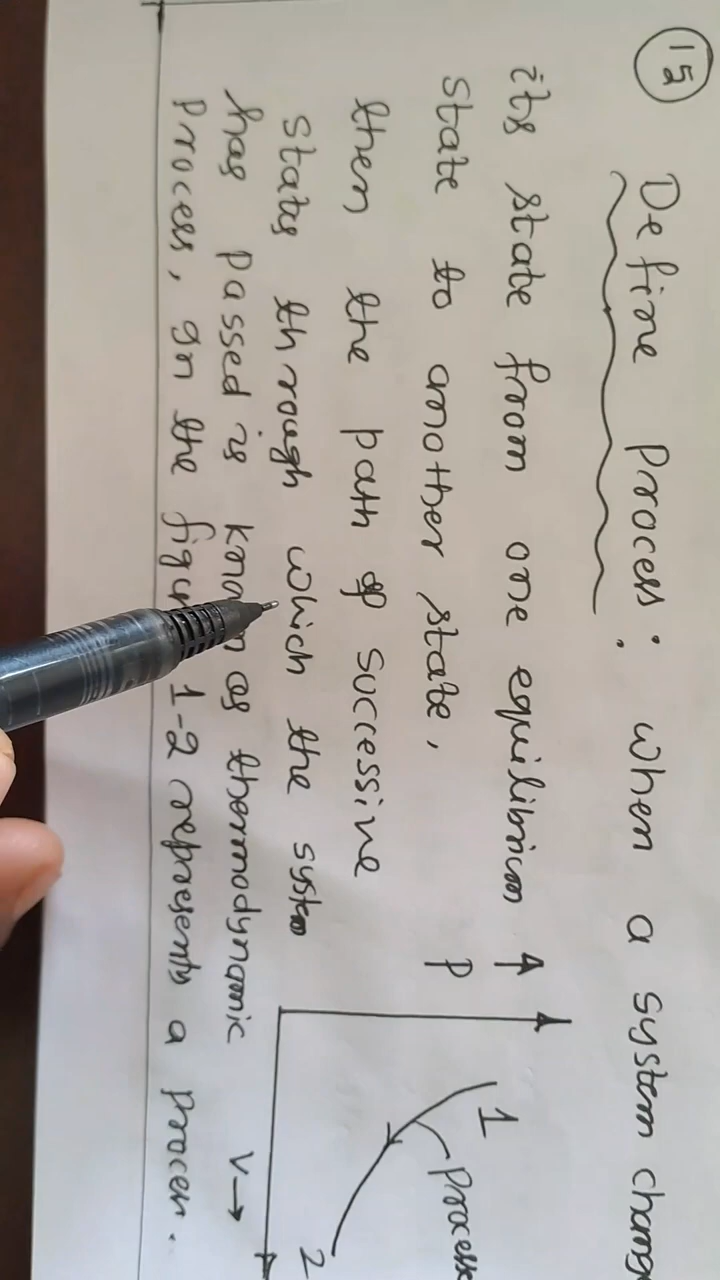 15 Define Process: when a system chang
its state from one equilibrium
state to another state,
then the path of successive
states through which the system
has passed is known as thermodynamic
process, In the figure 1-2 represents a process.
P
1
Process
2
V→